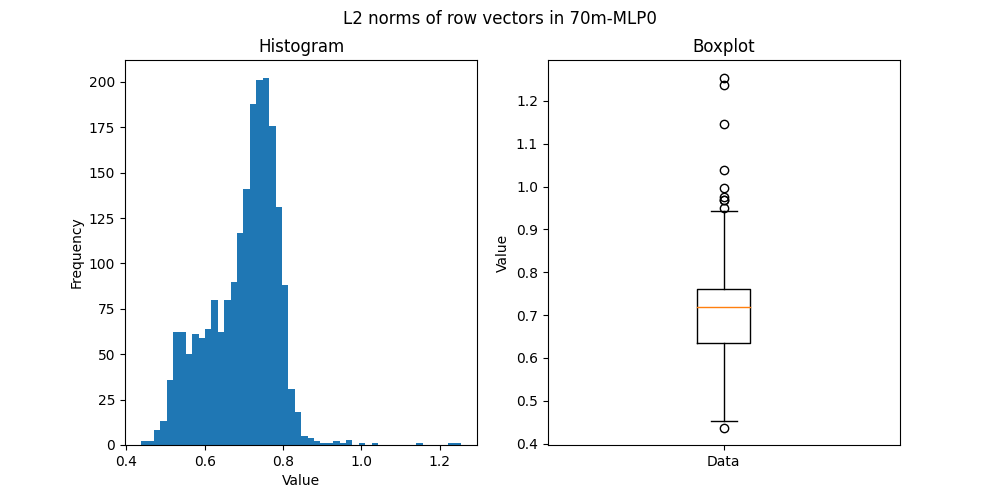 L2 norms of row vectors in 70m-MLP0
Histogram
Frequency
200
175
150
125
100
75
50
25
0
0.4 0.6 0.8 1.0 1.2
Value
Boxplot
Value
1.2
1.1
1.0
0.9
0.8
0.7
0.6
0.5
0.4
Data